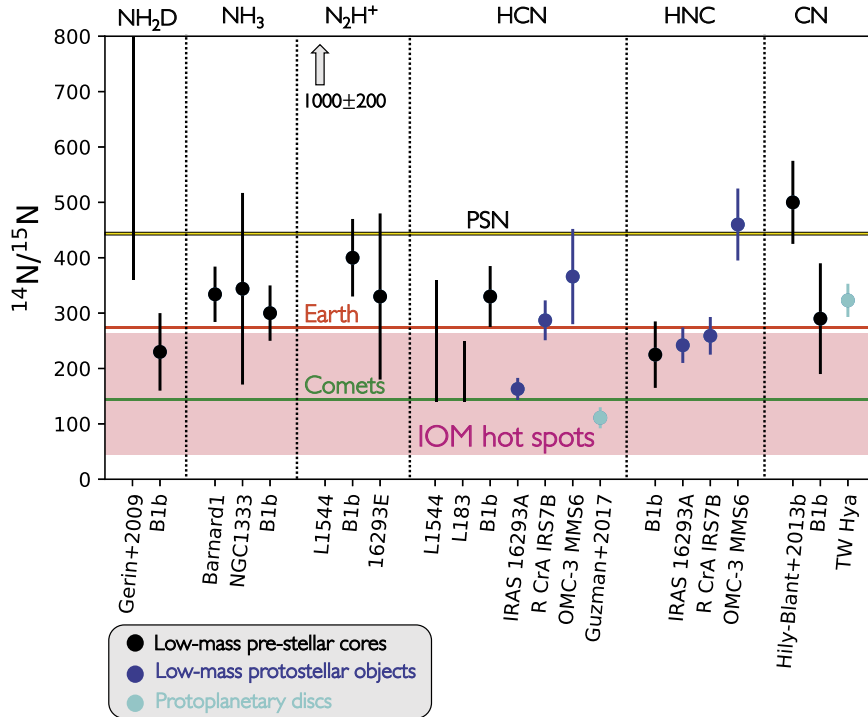 NH₂D NH₃ N₂H⁺ HCN HNC CN
800
1000±200
700
600
500
PSN
400
¹⁴N/¹⁵N
300
Earth
200
Comets
100
IOM hot spots
0
Gerin+2009
B1b
Barnard1
NGC1333
B1b
L1544
B1b
16293E
L1544
L183
B1b
IRAS 16293A
R CrA IRS7B
OMC-3 MMS6
Guzman+2017
B1b
IRAS 16293A
R CrA IRS7B
OMC-3 MMS6
Hily-Blant+2013b
B1b
TW Hya
Low-mass pre-stellar cores
Low-mass protostellar objects
Protoplanetary discs